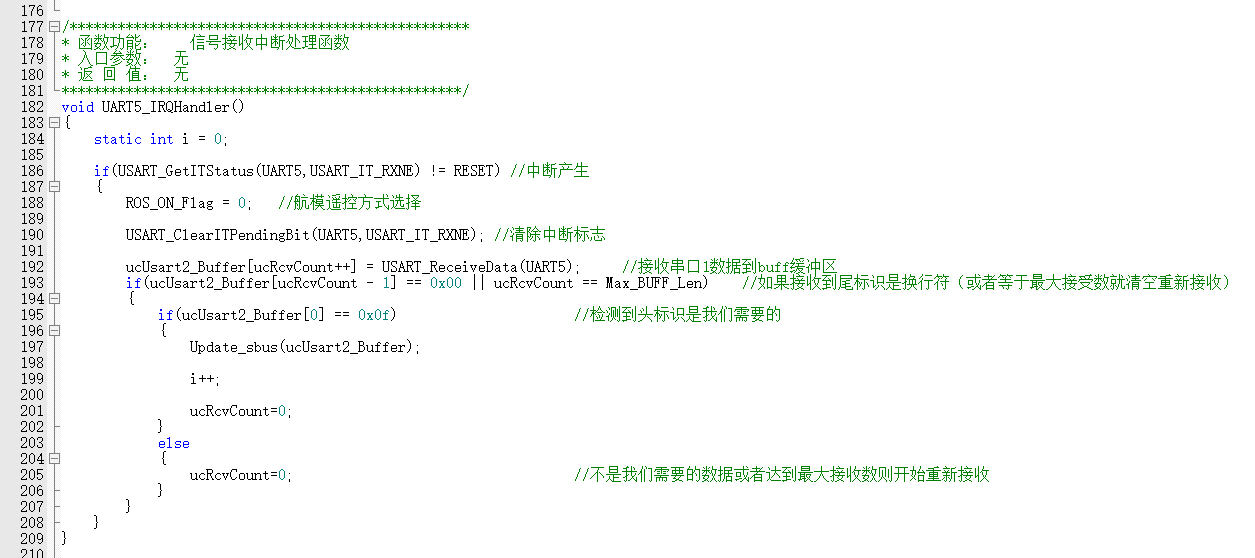 176
177 /**************************************************
178 * 函数功能: 信号接收中断处理函数
179 * 入口参数: 无
180 * 返 回 值: 无
181 **************************************************/
182 void UART5_IRQHandler()
183 {
184 static int i = 0;
185
186 if(USART_GetITStatus(UART5,USART_IT_RXNE) != RESET) //中断产生
187 {
188 ROS_ON_Flag = 0; //航模遥控方式选择
189
190 USART_ClearITPendingBit(UART5,USART_IT_RXNE); //清除中断标志
191
192 ucUsart2_Buffer[ucRcvCount++] = USART_ReceiveData(UART5); //接收串口1数据到buff缓冲区
193 if(ucUsart2_Buffer[ucRcvCount - 1] == 0x00 || ucRcvCount == Max_BUFF_Len) //如果接收到尾标识是换行符（或者等于最大接受数就清空重新接收）
194 {
195 if(ucUsart2_Buffer[0] == 0x0f) //检测到头标识是我们需要的
196 {
197 Update_sbus(ucUsart2_Buffer);
198
199 i++;
200
201 ucRcvCount=0;
202 }
203 else
204 {
205 ucRcvCount=0; //不是我们需要的数据或者达到最大接收数则开始重新接收
206 }
207 }
208 }
209 }
210